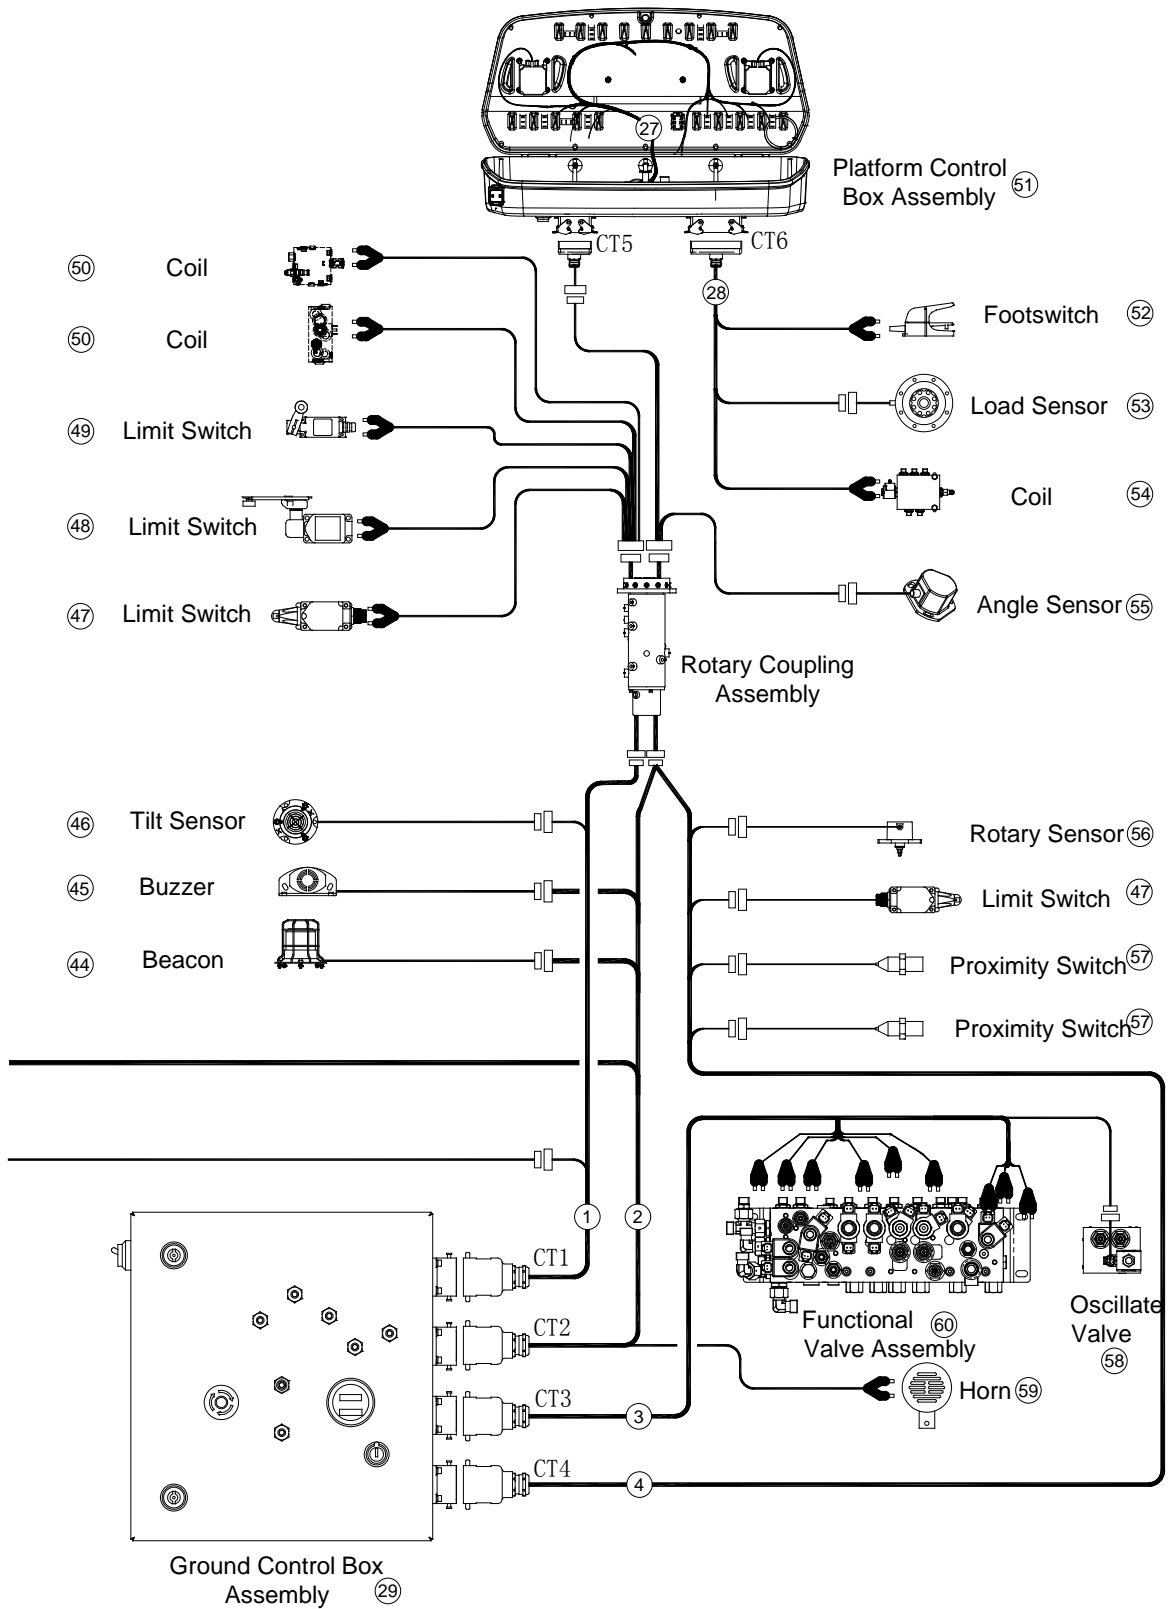 27
Platform Control
Box Assembly 51
CT5
CT6
50 Coil
28
Footswitch 52
50 Coil
Load Sensor 53
49 Limit Switch
Coil 54
48 Limit Switch
47 Limit Switch
Angle Sensor 55
Rotary Coupling
Assembly
46 Tilt Sensor
Rotary Sensor 56
45 Buzzer
Limit Switch 47
44 Beacon
Proximity Switch 57
Proximity Switch 57
1
2
CT1
CT2
CT3
CT4
3
4
Functional 60
Valve Assembly
Oscillate
Valve
58
Horn 59
Ground Control Box
Assembly 29